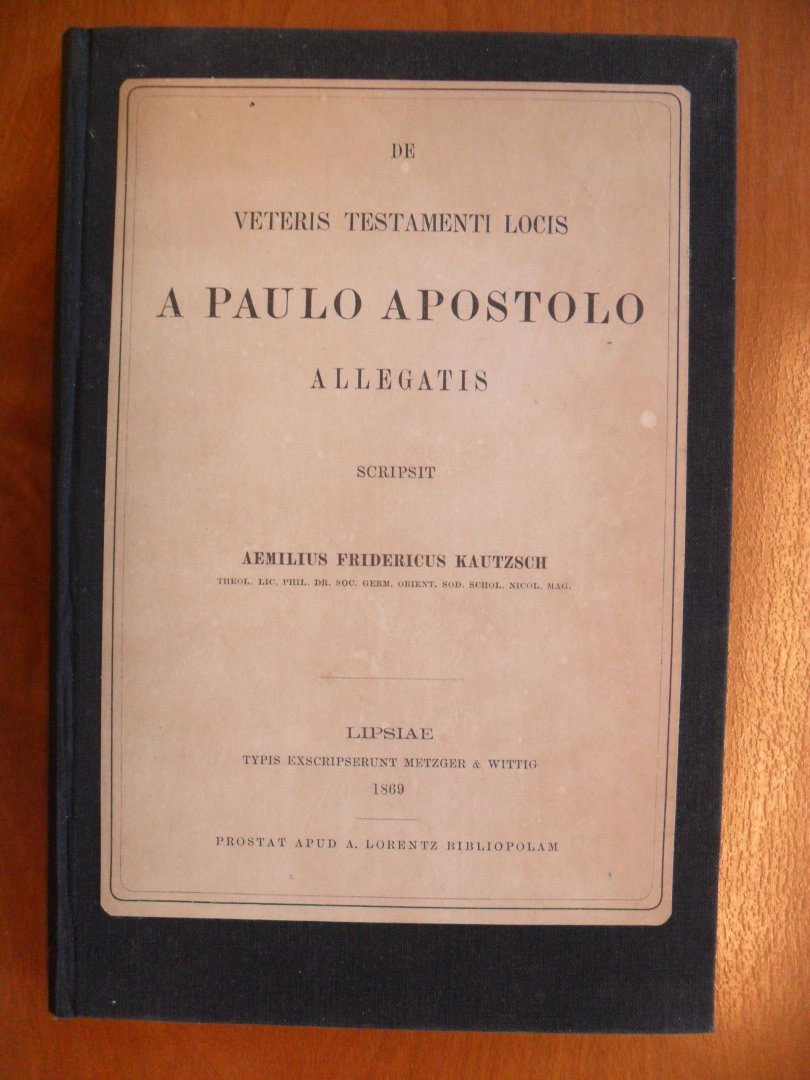 DE
VETERIS TESTAMENTI LOCIS
A PAULO APOSTOLO
ALLEGATIS
SCRIPSIT
AEMILIUS FRIDERICUS KAUTZSCH
THEOL. LIC. PHIL. DR. SOC. GERM. ORIENT. SOD. SCHOL. NICOL. MAG.
LIPSIAE
TYPIS EXSCRIPSERUNT METZGER & WITTIG
1869
PROSTAT APUD A. LORENTZ BIBLIOPOLAM